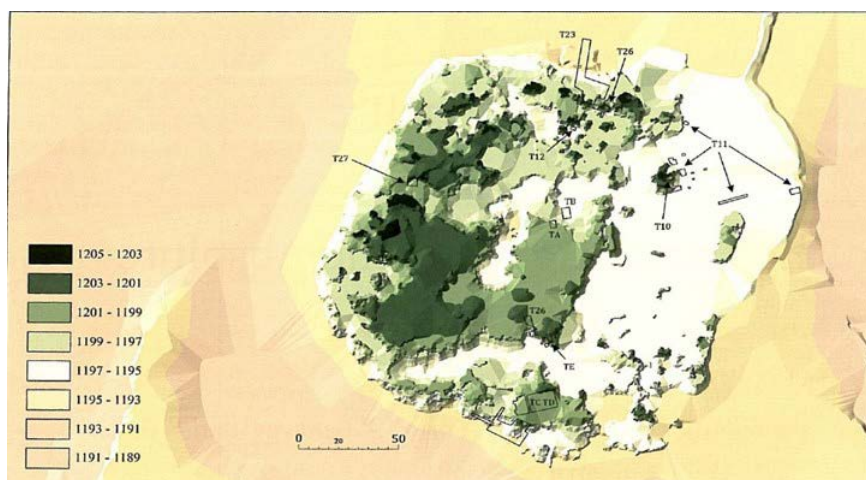 T23
T26
T27
T12
T11
TB
TA
T10
T26
TE
TC TD
1205 - 1203
1203 - 1201
1201 - 1199
1199 - 1197
1197 - 1195
1195 - 1193
1193 - 1191
1191 - 1189
0 20 50